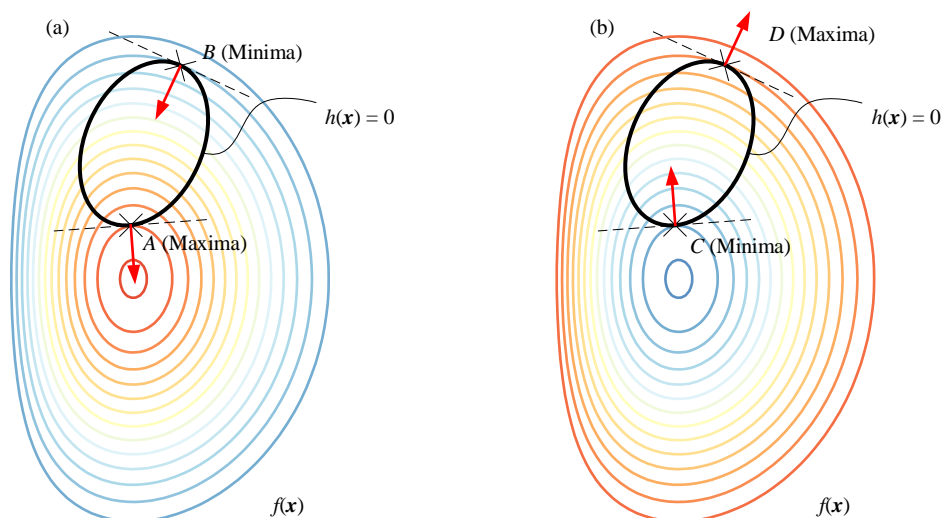 (a)
B (Minima)
h(x) = 0
A (Maxima)
f(x)
(b)
D (Maxima)
h(x) = 0
C (Minima)
f(x)